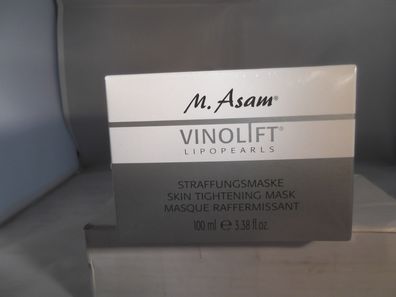 M. Asam®
VINOLIFT®
LIPOPEARLS
STRAFFUNGSMASKE
SKIN TIGHTENING MASK
MASQUE RAFFERMISSANT
100 ml ℮ 3.38 fl.oz.